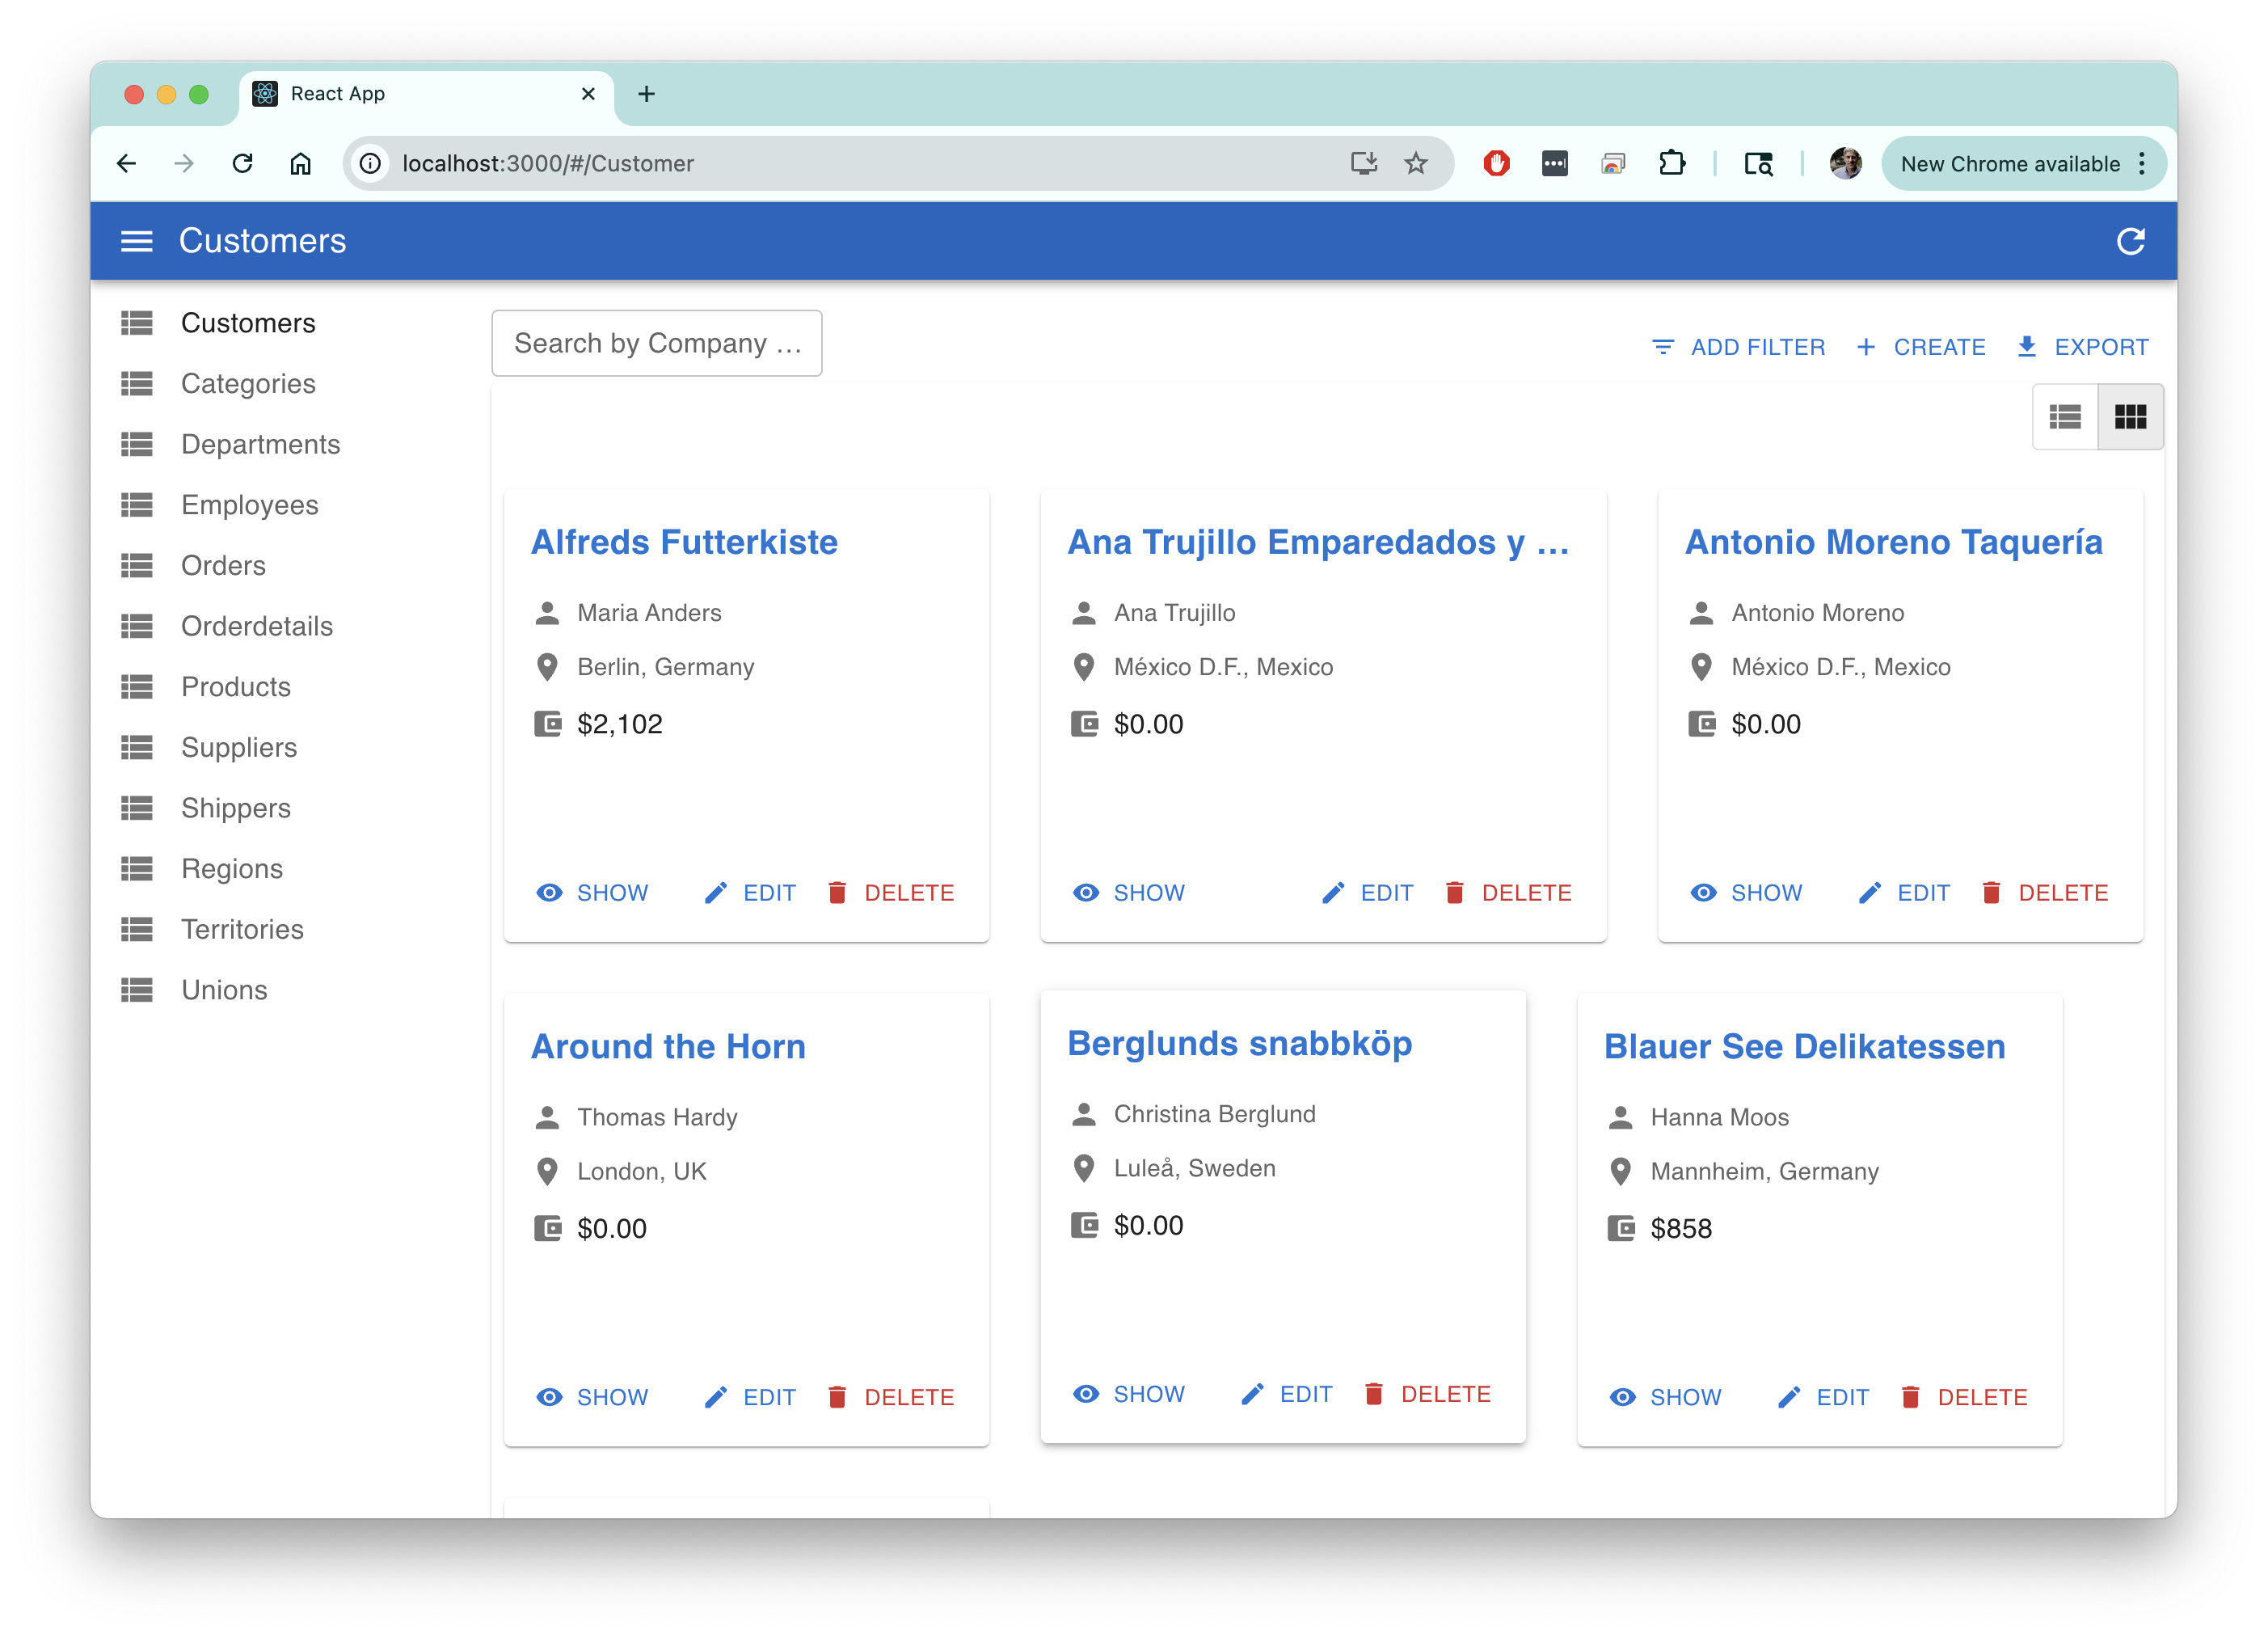 React App
localhost:3000/#/Customer
New Chrome available
Customers
Customers
Categories
Departments
Employees
Orders
Orderdetails
Products
Suppliers
Shippers
Regions
Territories
Unions
Search by Company …
ADD FILTER CREATE EXPORT
Alfreds Futterkiste
Maria Anders
Berlin, Germany
$2,102
SHOW EDIT DELETE
Ana Trujillo Emparedados y …
Ana Trujillo
México D.F., Mexico
$0.00
SHOW EDIT DELETE
Antonio Moreno Taquería
Antonio Moreno
México D.F., Mexico
$0.00
SHOW EDIT DELETE
Around the Horn
Thomas Hardy
London, UK
$0.00
SHOW EDIT DELETE
Berglunds snabbköp
Christina Berglund
Luleå, Sweden
$0.00
SHOW EDIT DELETE
Blauer See Delikatessen
Hanna Moos
Mannheim, Germany
$858
SHOW EDIT DELETE